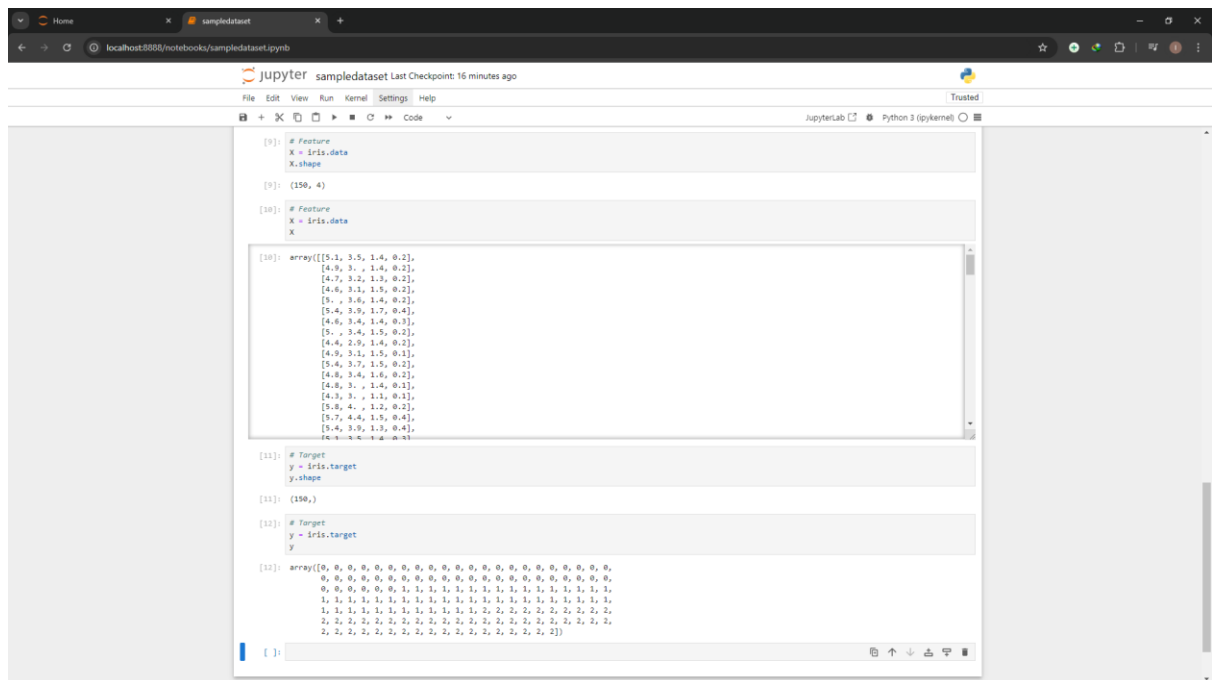 Home
sampledataset
localhost:8888/notebooks/sampledataset.ipynb
jupyter sampledataset Last Checkpoint: 16 minutes ago
File Edit View Run Kernel Settings Help
Trusted
Code
JupyterLab
Python 3 (ipykernel)
[9]: # Feature
X = iris.data
X.shape
[9]: (150, 4)
[10]: # Feature
X = iris.data
X
[10]: array([[5.1, 3.5, 1.4, 0.2],
[4.9, 3. , 1.4, 0.2],
[4.7, 3.2, 1.3, 0.2],
[4.6, 3.1, 1.5, 0.2],
[5. , 3.6, 1.4, 0.2],
[5.4, 3.9, 1.7, 0.4],
[4.6, 3.4, 1.4, 0.3],
[5. , 3.4, 1.5, 0.2],
[4.4, 2.9, 1.4, 0.2],
[4.9, 3.1, 1.5, 0.1],
[5.4, 3.7, 1.5, 0.2],
[4.8, 3.4, 1.6, 0.2],
[4.8, 3. , 1.4, 0.1],
[4.3, 3. , 1.1, 0.1],
[5.8, 4. , 1.2, 0.2],
[5.7, 4.4, 1.5, 0.4],
[5.4, 3.9, 1.3, 0.4],
[5.1, 3.5, 1.4, 0.3]
[11]: # Target
y = iris.target
y.shape
[11]: (150,)
[12]: # Target
y = iris.target
y
[12]: array([0, 0, 0, 0, 0, 0, 0, 0, 0, 0, 0, 0, 0, 0, 0, 0, 0, 0, 0, 0, 0, 0,
0, 0, 0, 0, 0, 0, 0, 0, 0, 0, 0, 0, 0, 0, 0, 0, 0, 0, 0, 0, 0, 0,
0, 0, 0, 0, 0, 0, 1, 1, 1, 1, 1, 1, 1, 1, 1, 1, 1, 1, 1, 1, 1, 1,
1, 1, 1, 1, 1, 1, 1, 1, 1, 1, 1, 1, 1, 1, 1, 1, 1, 1, 1, 1, 1, 1,
1, 1, 1, 1, 1, 1, 1, 1, 1, 1, 1, 1, 2, 2, 2, 2, 2, 2, 2, 2, 2, 2,
2, 2, 2, 2, 2, 2, 2, 2, 2, 2, 2, 2, 2, 2, 2, 2, 2, 2, 2, 2, 2, 2,
2, 2, 2, 2, 2, 2, 2, 2, 2, 2, 2, 2, 2, 2, 2, 2, 2, 2])
[ ]: